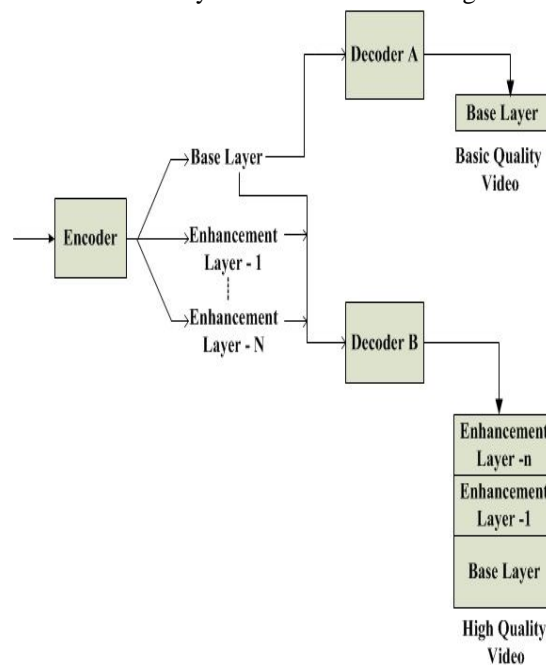 Decoder A
Base Layer
Basic Quality
Video
Base Layer
Encoder
Enhancement
Layer - 1
Enhancement
Layer - N
Decoder B
Enhancement
Layer -n
Enhancement
Layer -1
Base Layer
High Quality
Video